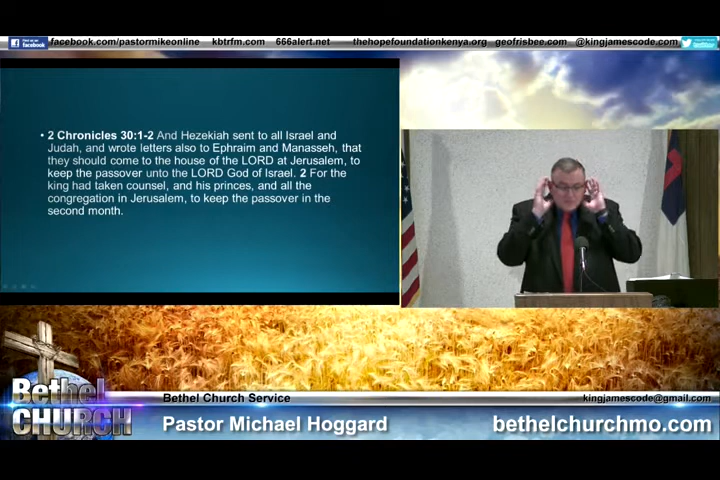 facebook.com/pastormikeonline kbtrfm.com 666alert.net thehopefoundationkenya.org geofrisbee.com @kingjamescode.com
• 2 Chronicles 30:1-2 And Hezekiah sent to all Israel and
Judah, and wrote letters also to Ephraim and Manasseh, that
they should come to the house of the LORD at Jerusalem, to
keep the passover unto the LORD God of Israel. 2 For the
king had taken counsel, and his princes, and all the
congregation in Jerusalem, to keep the passover in the
second month.
Bethel
CHURCH
Bethel Church Service
kingjamescode@gmail.com
Pastor Michael Hoggard
bethelchurchmo.com